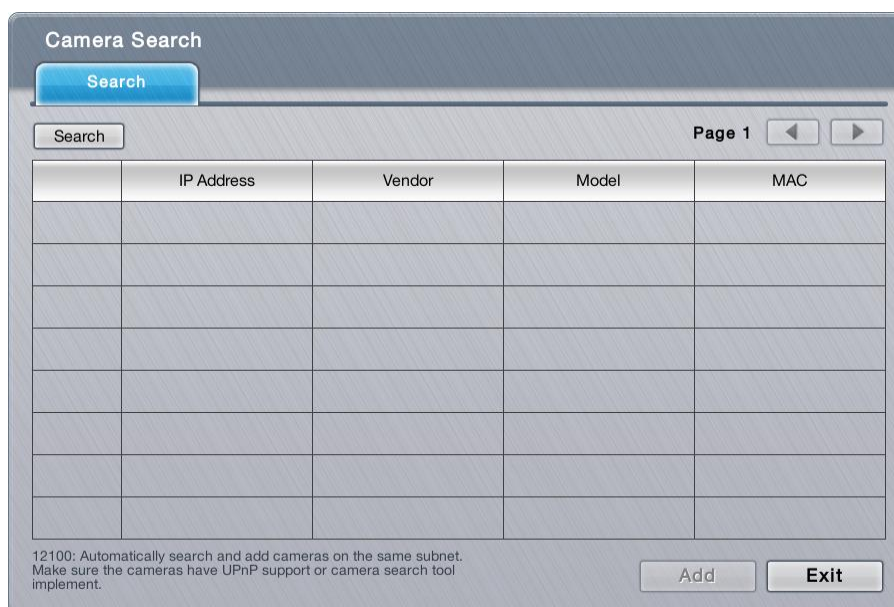 Camera Search
Search
Search
Page 1
IP Address Vendor Model MAC
12100: Automatically search and add cameras on the same subnet.
Make sure the cameras have UPnP support or camera search tool
implement.
Add
Exit